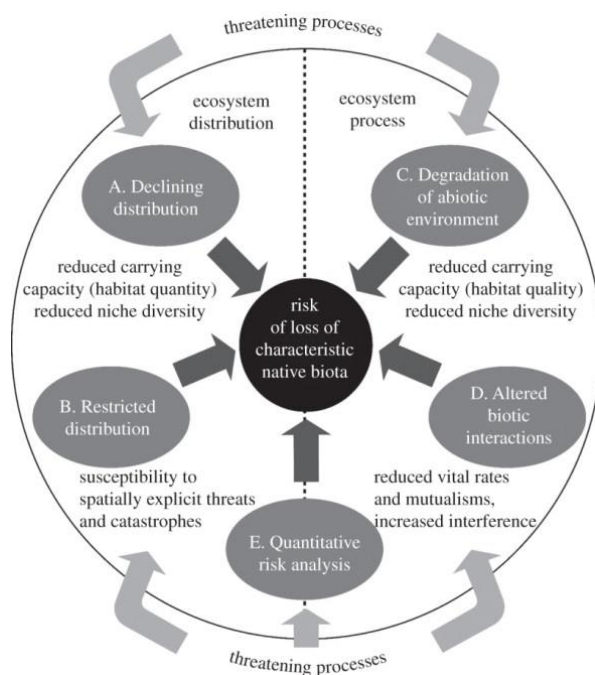 threatening processes
ecosystem
distribution
ecosystem
process
A. Declining
distribution
C. Degradation
of abiotic
environment
reduced carrying
capacity (habitat quantity)
reduced niche diversity
reduced carrying
capacity (habitat quality)
reduced niche diversity
risk
of loss of
characteristic
native biota
B. Restricted
distribution
D. Altered
biotic
interactions
susceptibility to
spatially explicit threats
and catastrophes
reduced vital rates
and mutualisms,
increased interference
E. Quantitative
risk analysis
threatening processes